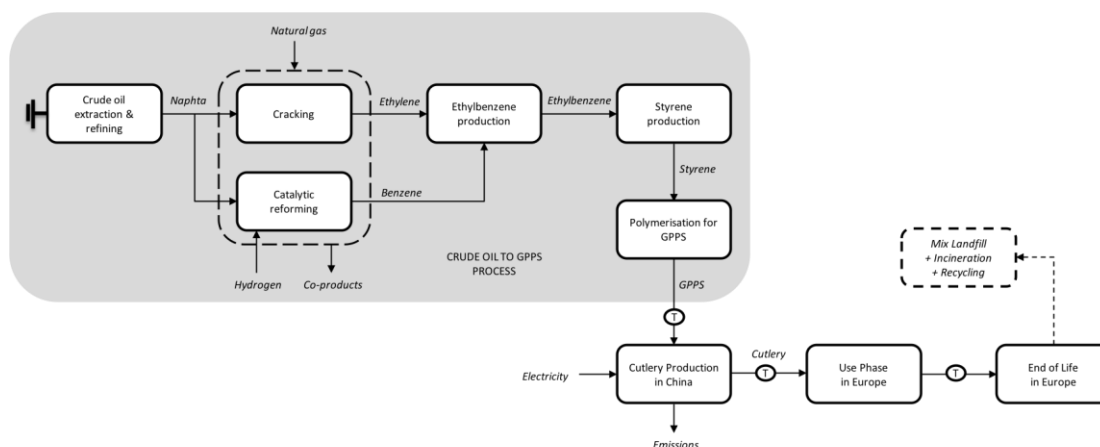 Natural gas
Crude oil
extraction &
refining
Naphta
Cracking
Ethylene
Ethylbenzene
production
Ethylbenzene
Styrene
production
Catalytic
reforming
Benzene
Styrene
Polymerisation for
GPPS
Hydrogen
Co-products
CRUDE OIL TO GPPS
PROCESS
GPPS
Mix Landfill
+ Incineration
+ Recycling
T
Electricity
Cutlery Production
in China
Cutlery
T
Use Phase
in Europe
T
End of Life
in Europe
Emissions